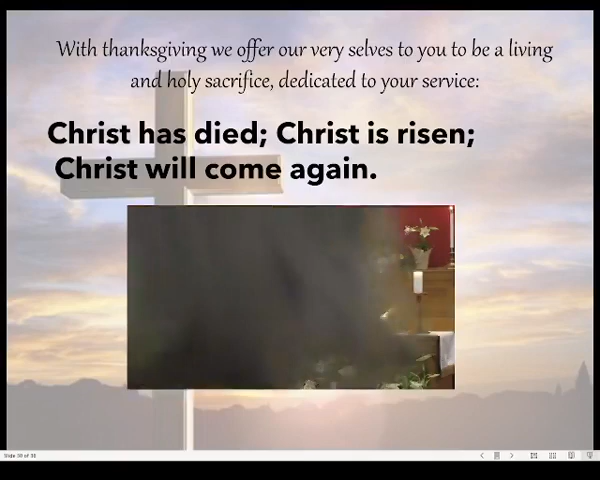 With thanksgiving we offer our very selves to you to be a living
and holy sacrifice, dedicated to your service:
Christ has died; Christ is risen;
Christ will come again.